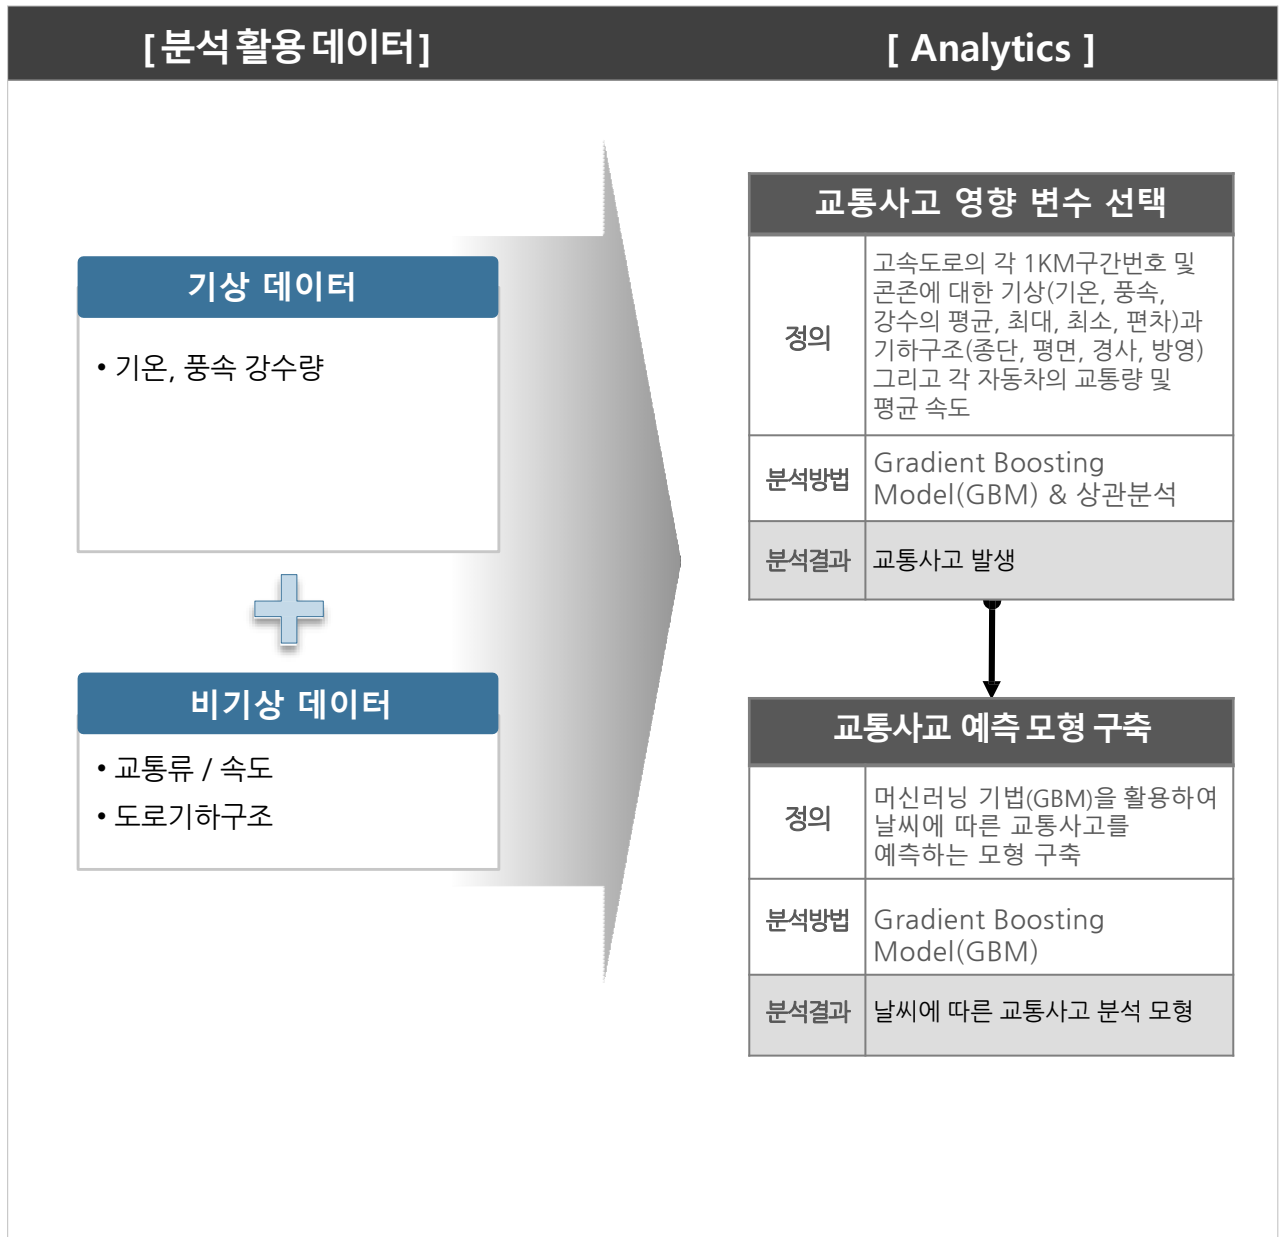 [분석 활용 데이터]
[ Analytics ]
기상 데이터
• 기온, 풍속 강수량
비기상 데이터
• 교통류 / 속도
• 도로기하구조
교통사고 영향 변수 선택
정의
고속도로의 각 1KM구간번호 및
콘존에 대한 기상(기온, 풍속,
강수의 평균, 최대, 최소, 편차)과
기하구조(종단, 평면, 경사, 방영)
그리고 각 자동차의 교통량 및
평균 속도
분석방법
Gradient Boosting
Model(GBM) & 상관분석
분석결과
교통사고 발생
교통사교 예측 모형 구축
정의
머신러닝 기법(GBM)을 활용하여
날씨에 따른 교통사고를
예측하는 모형 구축
분석방법
Gradient Boosting
Model(GBM)
분석결과
날씨에 따른 교통사고 분석 모형